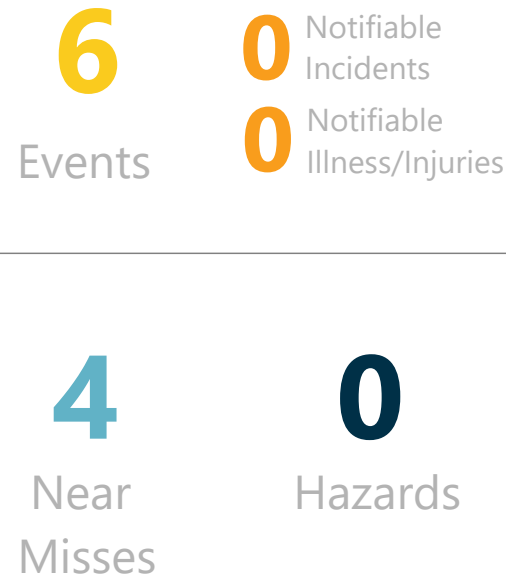 6
Events
0
Notifiable
Incidents
0
Notifiable
Illness/Injuries
4
Near
Misses
0
Hazards